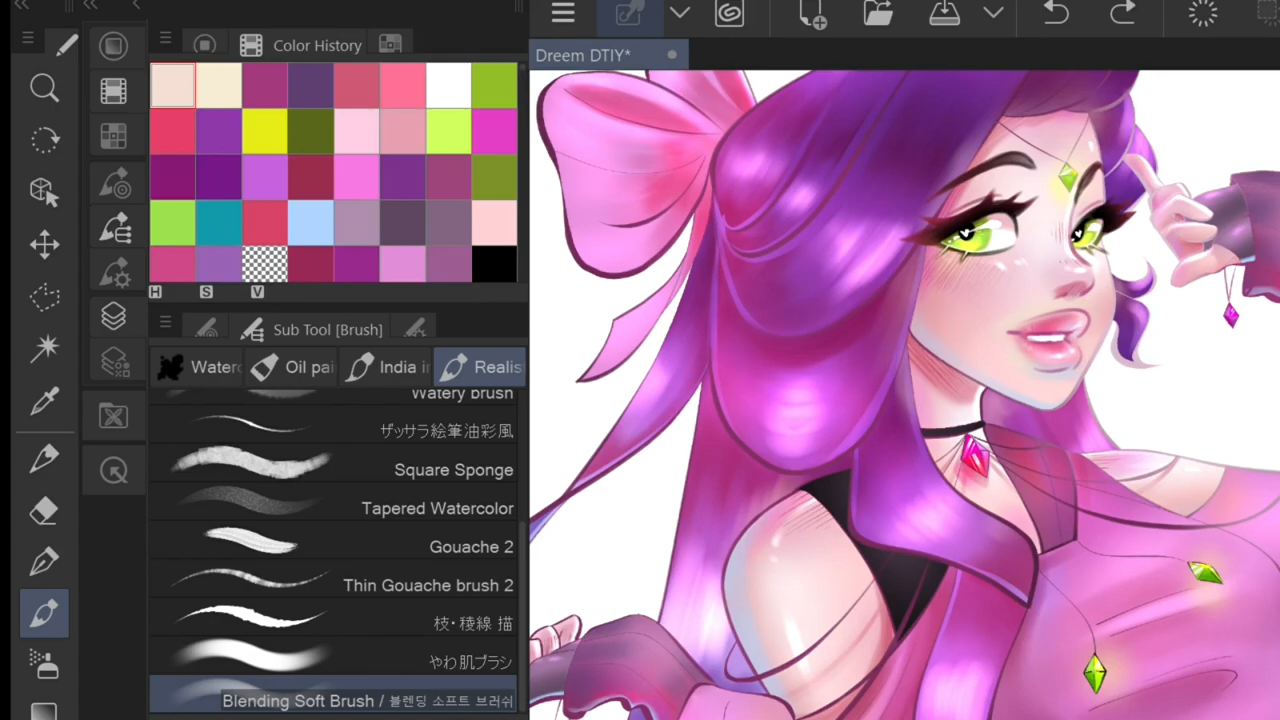 Color History
Dreem DTIY*
H S V
Sub Tool [Brush]
Water
Oil pai
India i
Realis
Watery brush
ザッサラ絵筆油彩風
Square Sponge
Tapered Watercolor
Gouache 2
Thin Gouache brush 2
枝・稜線 描
やわ肌ブラシ
Blending Soft Brush / 블렌딩 소프트 브러쉬